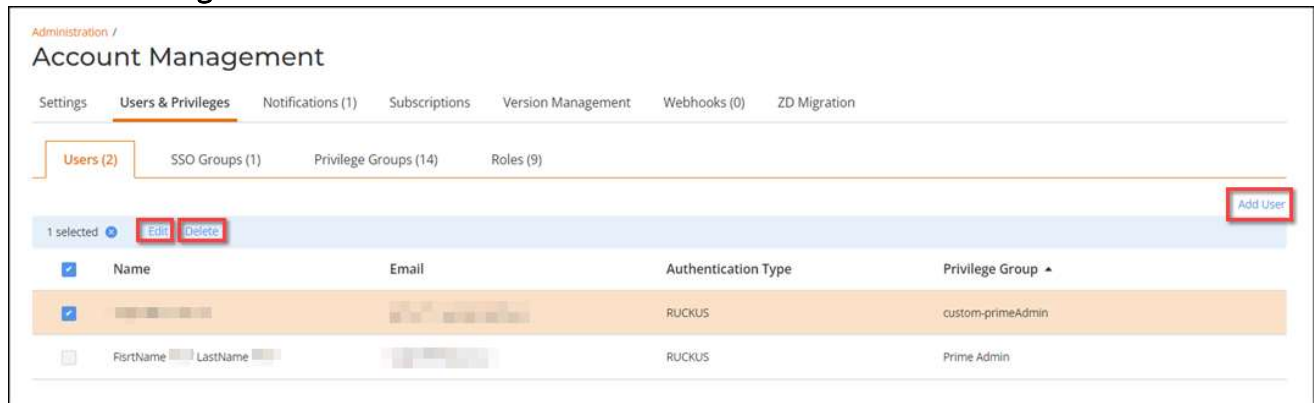 Administration /
Account Management
Settings Users & Privileges Notifications (1) Subscriptions Version Management Webhooks (0) ZD Migration
Users (2) SSO Groups (1) Privilege Groups (14) Roles (9)
Add User
1 selected Edit Delete
Name Email Authentication Type Privilege Group
RUCKUS custom-primeAdmin
FisrtName LastName RUCKUS Prime Admin